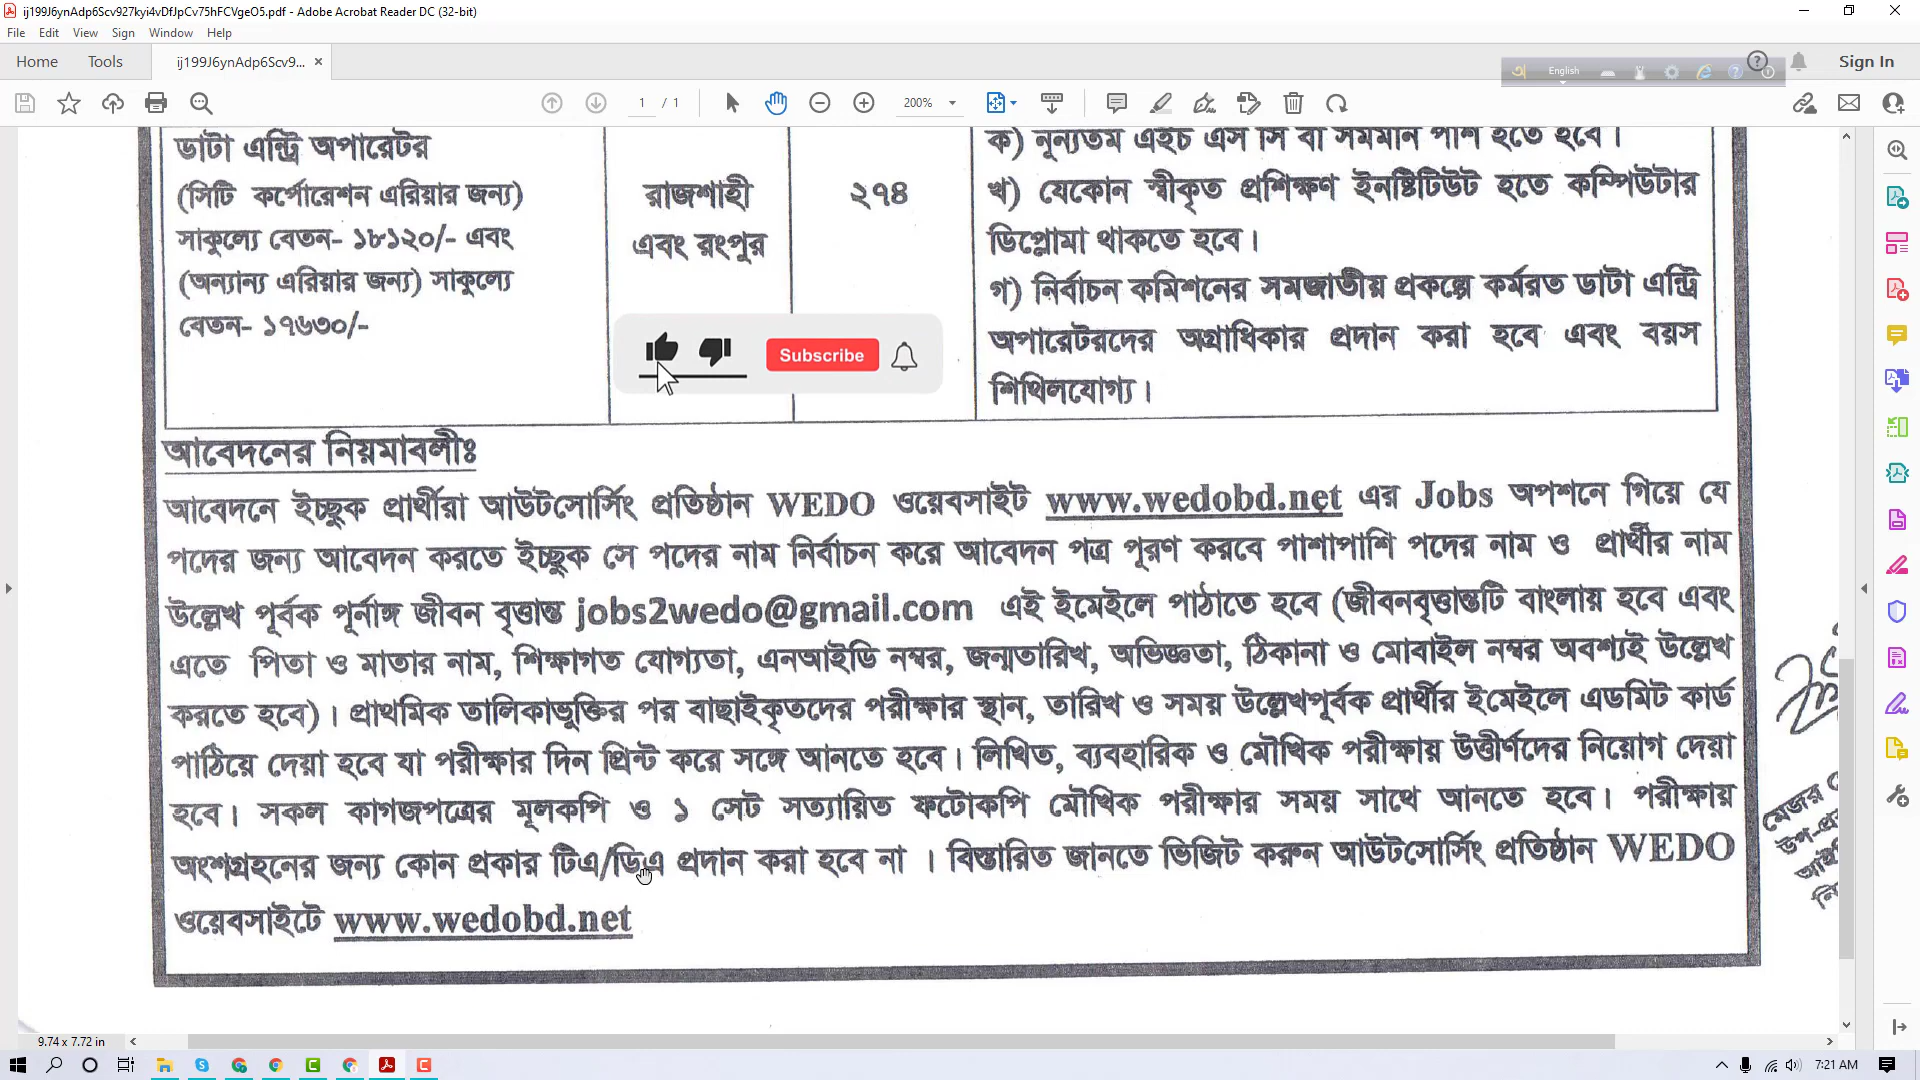 ij199J6ynAdp6Scv927kyi4vDfJpCv75hFCVgeO5.pdf - Adobe Acrobat Reader DC (32-bit)
File Edit View Sign Window Help
Home Tools ij199J6ynAdp6Scv9... English Sign In
1 / 1 200%
ডাটা এন্ট্রি অপারেটর
(সিটি কর্পোরেশন এরিয়ার জন্য)
সাকুল্যে বেতন- ১৮১২০/- এবং
(অন্যান্য এরিয়ার জন্য) সাকুল্যে
বেতন- ১৭৬৩০/-
রাজশাহী
এবং রংপুর
২৭৪
ক) নূন্যতম এইচ এস সি বা সমমান পাশ হতে হবে।
খ) যেকোন স্বীকৃত প্রশিক্ষণ ইনষ্টিটিউট হতে কম্পিউটার
ডিপ্লোমা থাকতে হবে।
গ) নির্বাচন কমিশনের সমজাতীয় প্রকল্পে কর্মরত ডাটা এন্ট্রি
অপারেটরদের অগ্রাধিকার প্রদান করা হবে এবং বয়স
শিথিলযোগ্য।
Subscribe
আবেদনের নিয়মাবলীঃ
আবেদনে ইচ্ছুক প্রার্থীরা আউটসোর্সিং প্রতিষ্ঠান WEDO ওয়েবসাইট www.wedobd.net এর Jobs অপশনে গিয়ে যে
পদের জন্য আবেদন করতে ইচ্ছুক সে পদের নাম নির্বাচন করে আবেদন পত্র পূরণ করবে পাশাপাশি পদের নাম ও প্রার্থীর নাম
উল্লেখ পূর্বক পূর্নাঙ্গ জীবন বৃত্তান্ত jobs2wedo@gmail.com এই ইমেইলে পাঠাতে হবে (জীবনবৃত্তান্তটি বাংলায় হবে এবং
এতে পিতা ও মাতার নাম, শিক্ষাগত যোগ্যতা, এনআইডি নম্বর, জন্মতারিখ, অভিজ্ঞতা, ঠিকানা ও মোবাইল নম্বর অবশ্যই উল্লেখ
করতে হবে)। প্রাথমিক তালিকাভুক্তির পর বাছাইকৃতদের পরীক্ষার স্থান, তারিখ ও সময় উল্লেখপূর্বক প্রার্থীর ইমেইলে এডমিট কার্ড
পাঠিয়ে দেয়া হবে যা পরীক্ষার দিন প্রিন্ট করে সঙ্গে আনতে হবে। লিখিত, ব্যবহারিক ও মৌখিক পরীক্ষায় উত্তীর্ণদের নিয়োগ দেয়া
হবে। সকল কাগজপত্রের মূলকপি ও ১ সেট সত্যায়িত ফটোকপি মৌখিক পরীক্ষার সময় সাথে আনতে হবে। পরীক্ষায়
অংশগ্রহনের জন্য কোন প্রকার টিএ/ডিএ প্রদান করা হবে না । বিস্তারিত জানতে ভিজিট করুন আউটসোর্সিং প্রতিষ্ঠান WEDO
ওয়েবসাইটে www.wedobd.net
মেজর
উপ-প্র
9.74 x 7.72 in
7:21 AM